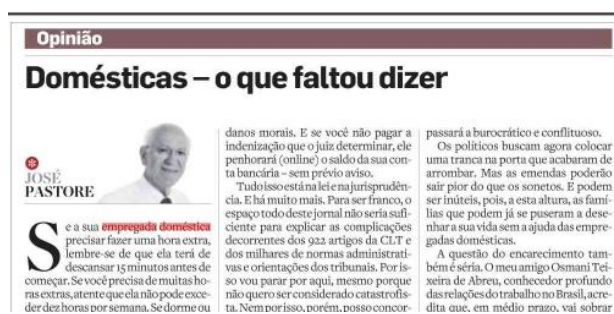 Opinião
Domésticas – o que faltou dizer
JOSÉ
PASTORE
Se a sua empregada doméstica
precisar fazer uma hora extra,
lembre-se de que ela terá de
descansar 15 minutos antes de
começar. Se você precisa de muitas ho-
ras extras, atente que ela não pode exce-
der dez horas por semana. Se dorme ou
danos morais. E se você não pagar a
indenização que o juiz determinar, ele
penhorará (online) o saldo da sua con-
ta bancária – sem prévio aviso.
Tudo isso está na lei e na jurisprudên-
cia. E há muito mais. Para ser franco, o
espaço todo deste jornal não seria sufi-
ciente para explicar as complicações
decorrentes dos 922 artigos da CLT e
dos milhares de normas administrati-
vas e orientações dos tribunais. Por is-
so vou parar por aqui, mesmo porque
não quero ser considerado catastrofis-
ta. Nem por isso, porém, posso concor-
passará a burocrático e conflituoso.
Os políticos buscam agora colocar
uma tranca na porta que acabaram de
arrombar. Mas as emendas poderão
sair pior do que os sonetos. E podem
ser inúteis, pois, a esta altura, as famí-
lias que podem já se puseram a dese-
nhar a sua vida sem a ajuda das empre-
gadas domésticas.
A questão do encarecimento tam-
bém é séria. O meu amigo Osmani Tei-
xeira de Abreu, conhecedor profundo
das relações do trabalho no Brasil, acre-
dita que, em médio prazo, vai sobrar